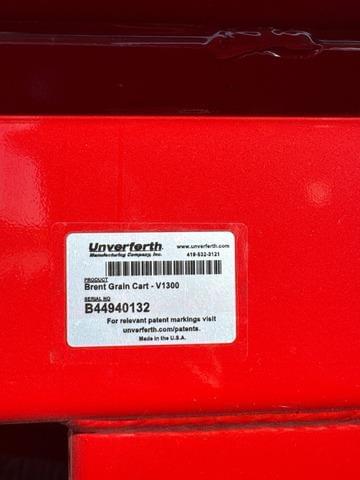 Unverferth
Manufacturing Company, Inc.
www.unverferth.com
419-532-3121
PRODUCT
Brent Grain Cart - V1300
SERIAL NO
B44940132
For relevant patent markings visit
unverferth.com/patents.
Made in the U.S.A.